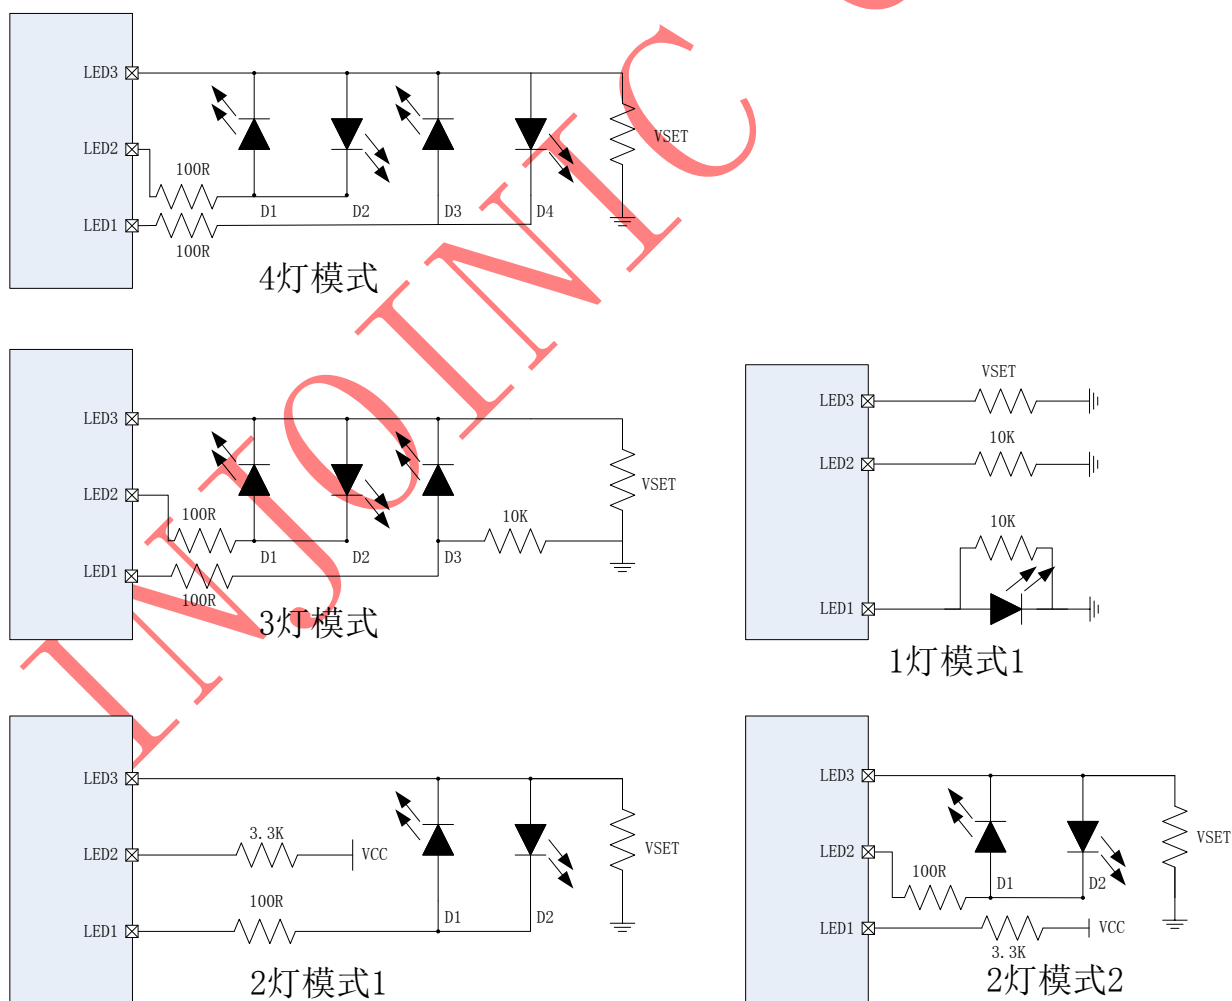 LED3
VSET
LED2
100R
D1
D2
D3
D4
LED1
100R
4灯模式
LED3
LED2
VSET
100R
10K
D1
D2
D3
LED1
100R
3灯模式
VSET
LED3
10K
LED2
10K
LED1
1灯模式1
LED3
3.3K
VCC
LED2
VSET
100R
D1
D2
LED1
2灯模式1
LED3
VSET
LED2
100R
D1
D2
LED1
VCC
3.3K
2灯模式2
INJOINIC